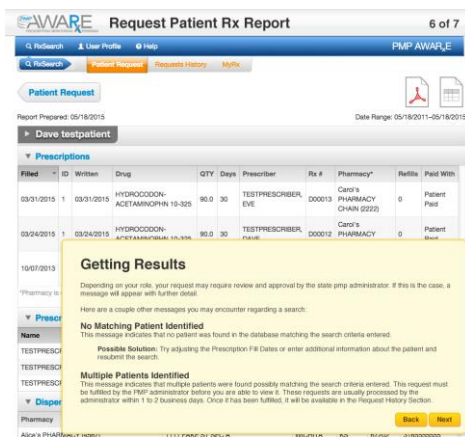 AWARE Request Patient Rx Report 6 of 7
RxSearch User Profile Help PMP AWARxE
RxSearch Patient Request Requests History MyRx
Patient Request
Report Prepared: 05/18/2015 Date Range: 05/18/2011-05/18/2015
Dave testpatient
Prescriptions
Filled ID Written Drug QTY Days Prescriber Rx # Pharmacy* Refills Paid With
03/31/2015 1 03/31/2015 HYDROCODON-ACETAMINOPHN 10-325 90.0 30 TESTPRESCRIBER, EVE D00013 Carol's PHARMACY CHAIN (2222) 0 Patient Paid
03/24/2015 1 03/24/2015 HYDROCODON-ACETAMINOPHN 10-325 90.0 30 TESTPRESCRIBER, DAVE D00012 Carol's PHARMACY 0 Patient Paid
10/07/2013
*Pharmacy is
Prescr
Name
TESTPRESC
TESTPRESC
TESTPRESC
Disper
Pharmacy
Getting Results
Depending on your role, your request may require review and approval by the state pmp administrator. If this is the case, a
message will appear with further detail.
Here are a couple other messages you may encounter regarding a search:
No Matching Patient Identified
This message indicates that no patient was found in the database matching the search criteria entered.
Possible Solution: Try adjusting the Prescription Fill Dates or enter additional information about the patient and
resubmit the search.
Multiple Patients Identified
This message indicates that multiple patients were found possibly matching the search criteria entered. This request must
be fulfilled by the PMP administrator before you are able to view it. These requests are usually processed by the
administrator within 1 to 2 business days. Once it has been fulfilled, it will be available in the Request History Section.
Back Next